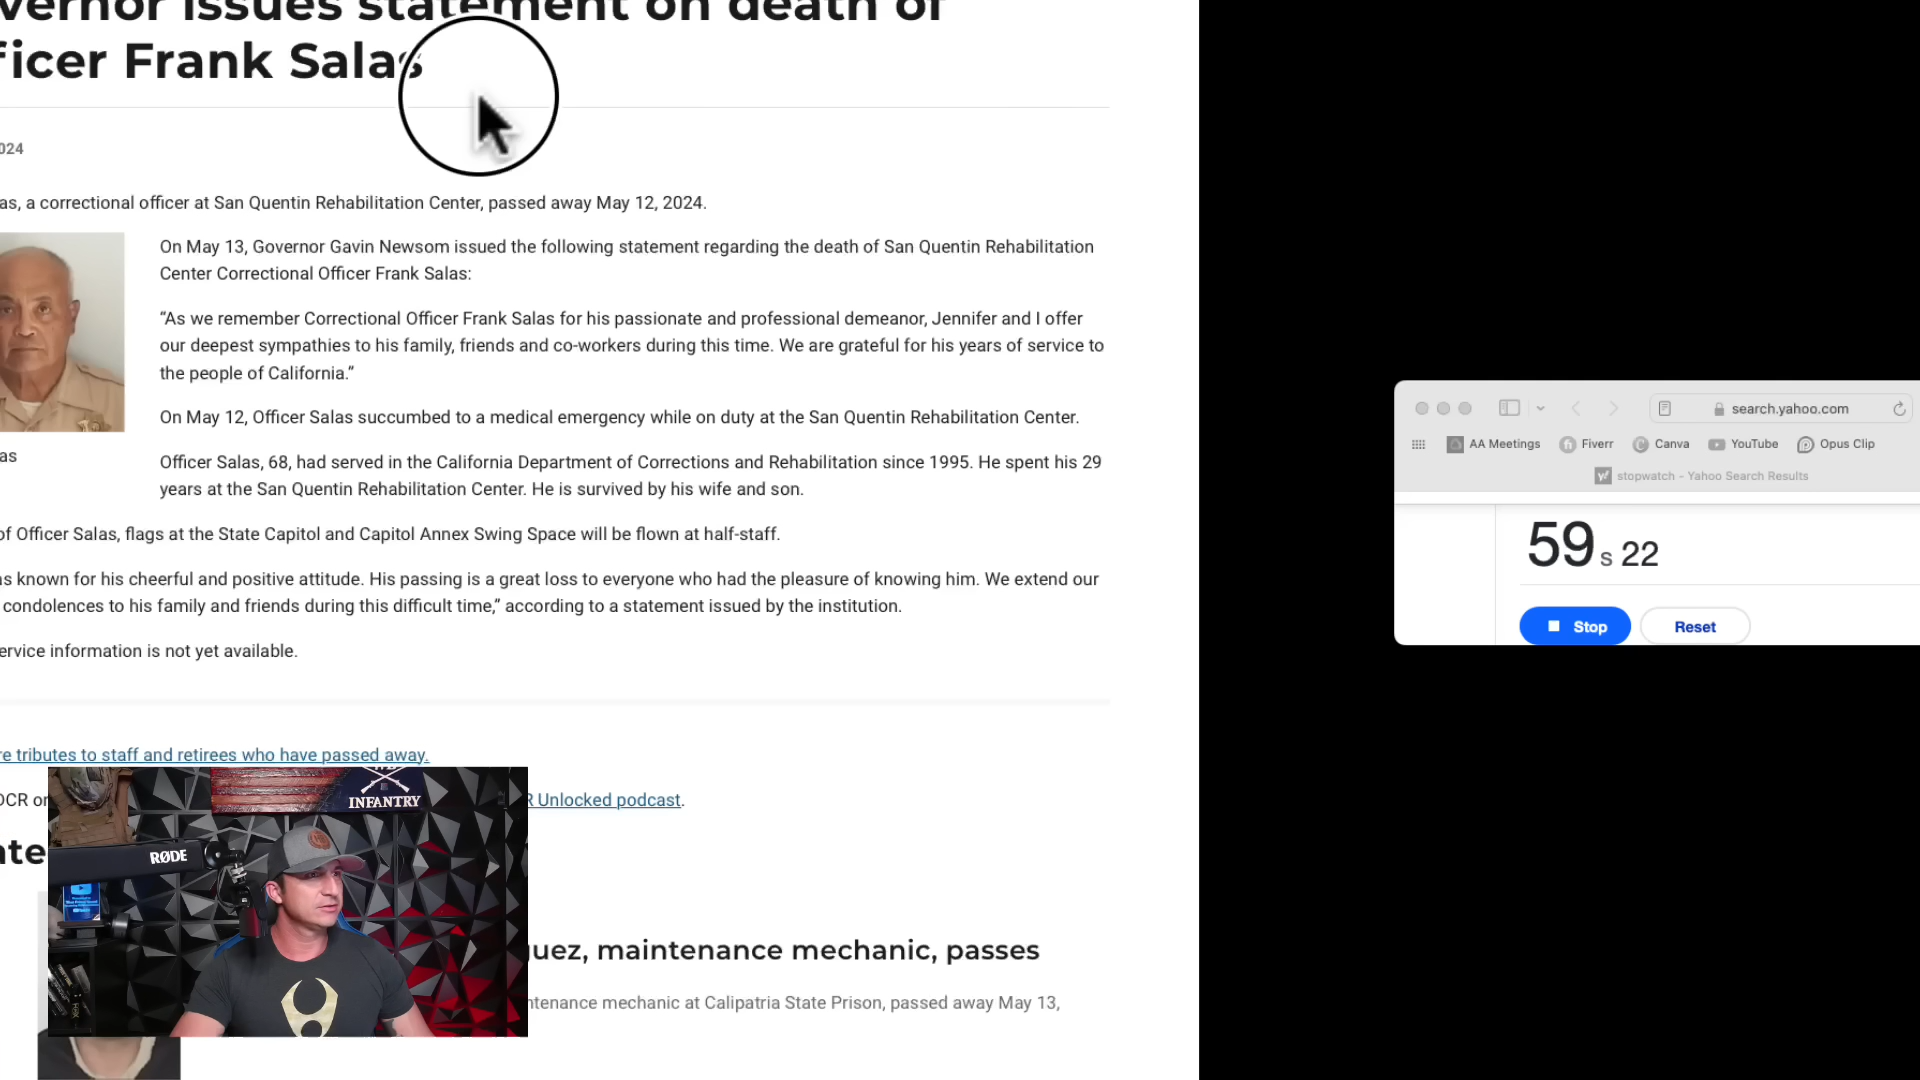 vernor issues statement on death of
ficer Frank Salas
024
as, a correctional officer at San Quentin Rehabilitation Center, passed away May 12, 2024.
On May 13, Governor Gavin Newsom issued the following statement regarding the death of San Quentin Rehabilitation
Center Correctional Officer Frank Salas:
“As we remember Correctional Officer Frank Salas for his passionate and professional demeanor, Jennifer and I offer
our deepest sympathies to his family, friends and co-workers during this time. We are grateful for his years of service to
the people of California.”
On May 12, Officer Salas succumbed to a medical emergency while on duty at the San Quentin Rehabilitation Center.
as
Officer Salas, 68, had served in the California Department of Corrections and Rehabilitation since 1995. He spent his 29
years at the San Quentin Rehabilitation Center. He is survived by his wife and son.
of Officer Salas, flags at the State Capitol and Capitol Annex Swing Space will be flown at half-staff.
as known for his cheerful and positive attitude. His passing is a great loss to everyone who had the pleasure of knowing him. We extend our
condolences to his family and friends during this difficult time,” according to a statement issued by the institution.
ervice information is not yet available.
re tributes to staff and retirees who have passed away.
DCR or
R Unlocked podcast.
ate
INFANTRY
RØDE
guez, maintenance mechanic, passes
ntenance mechanic at Calipatria State Prison, passed away May 13,
search.yahoo.com
AA Meetings
Fiverr
Canva
YouTube
Opus Clip
stopwatch - Yahoo Search Results
59 s 22
Stop
Reset